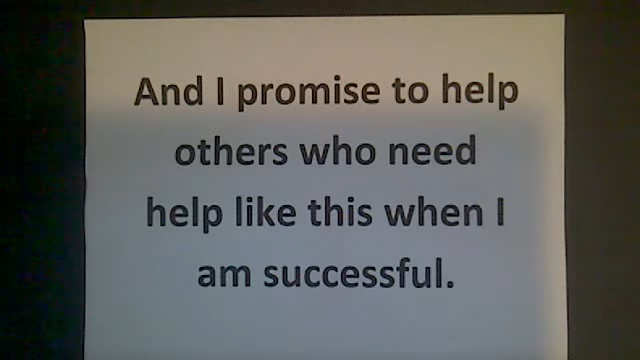 And I promise to help
others who need
help like this when I
am successful.